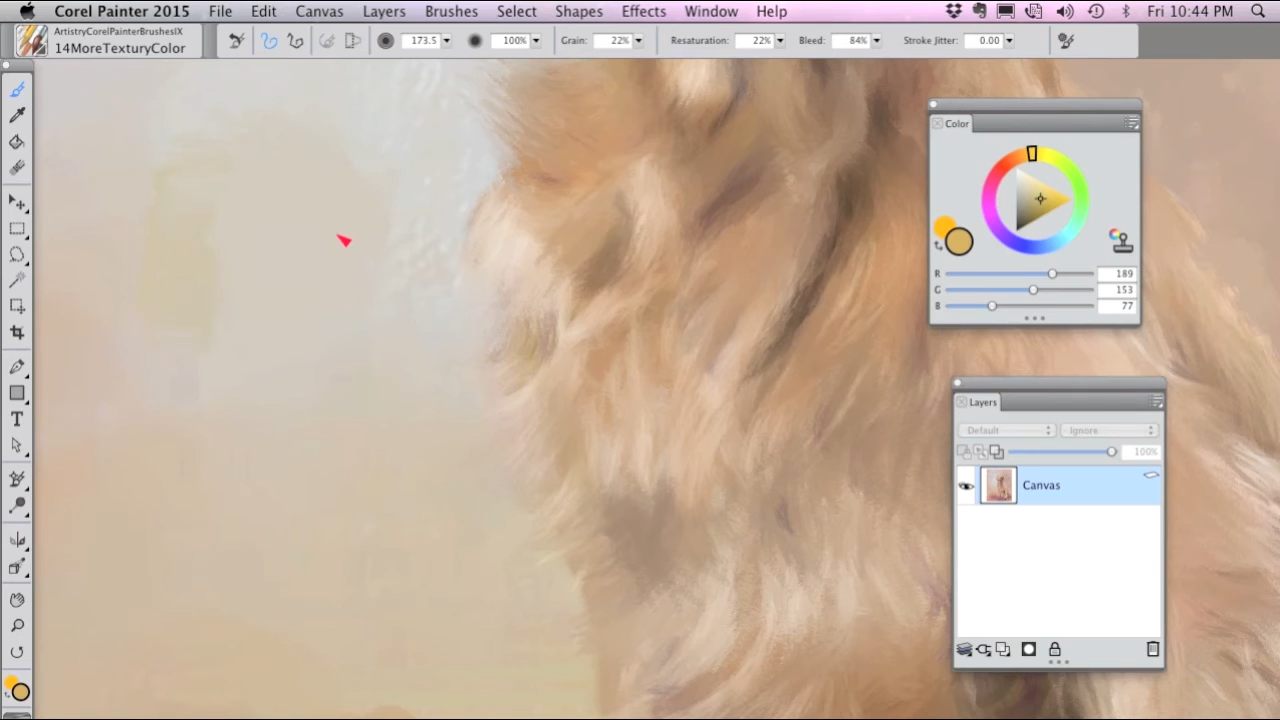 Corel Painter 2015 File Edit Canvas Layers Brushes Select Shapes Effects Window Help Fri 10:44 PM
ArtistryCorelPainterBrushesIX
14MoreTexturyColor
173.5 100% Grain: 22% Resaturation: 22% Bleed: 84% Stroke Jitter: 0.00
Color
R 189
G 153
B 77
Layers
Default Ignore
100%
Canvas
T